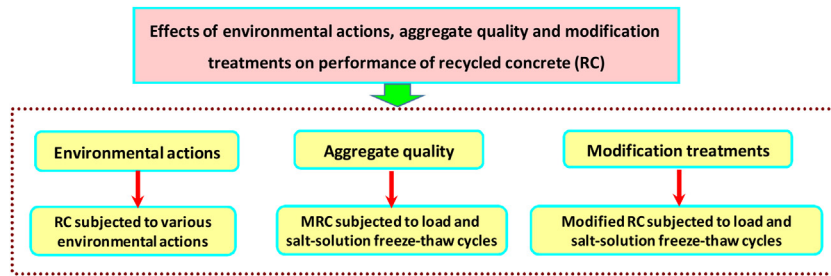 Effects of environmental actions, aggregate quality and modification
treatments on performance of recycled concrete (RC)
Environmental actions
Aggregate quality
Modification treatments
RC subjected to various
environmental actions
MRC subjected to load and
salt-solution freeze-thaw cycles
Modified RC subjected to load and
salt-solution freeze-thaw cycles